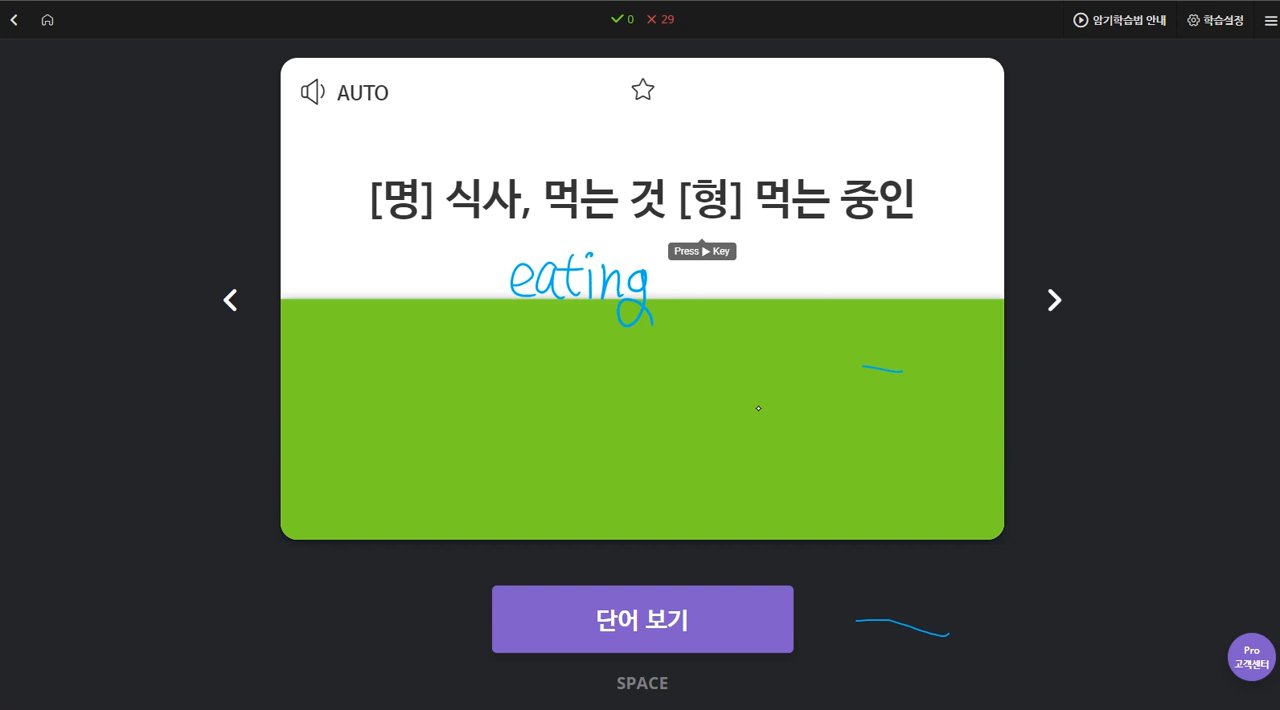 0 29 암기학습법 안내 학습설정
AUTO
[명] 식사, 먹는 것 [형] 먹는 중인
Press ▶ Key
eating
단어 보기
SPACE
Pro
고객센터